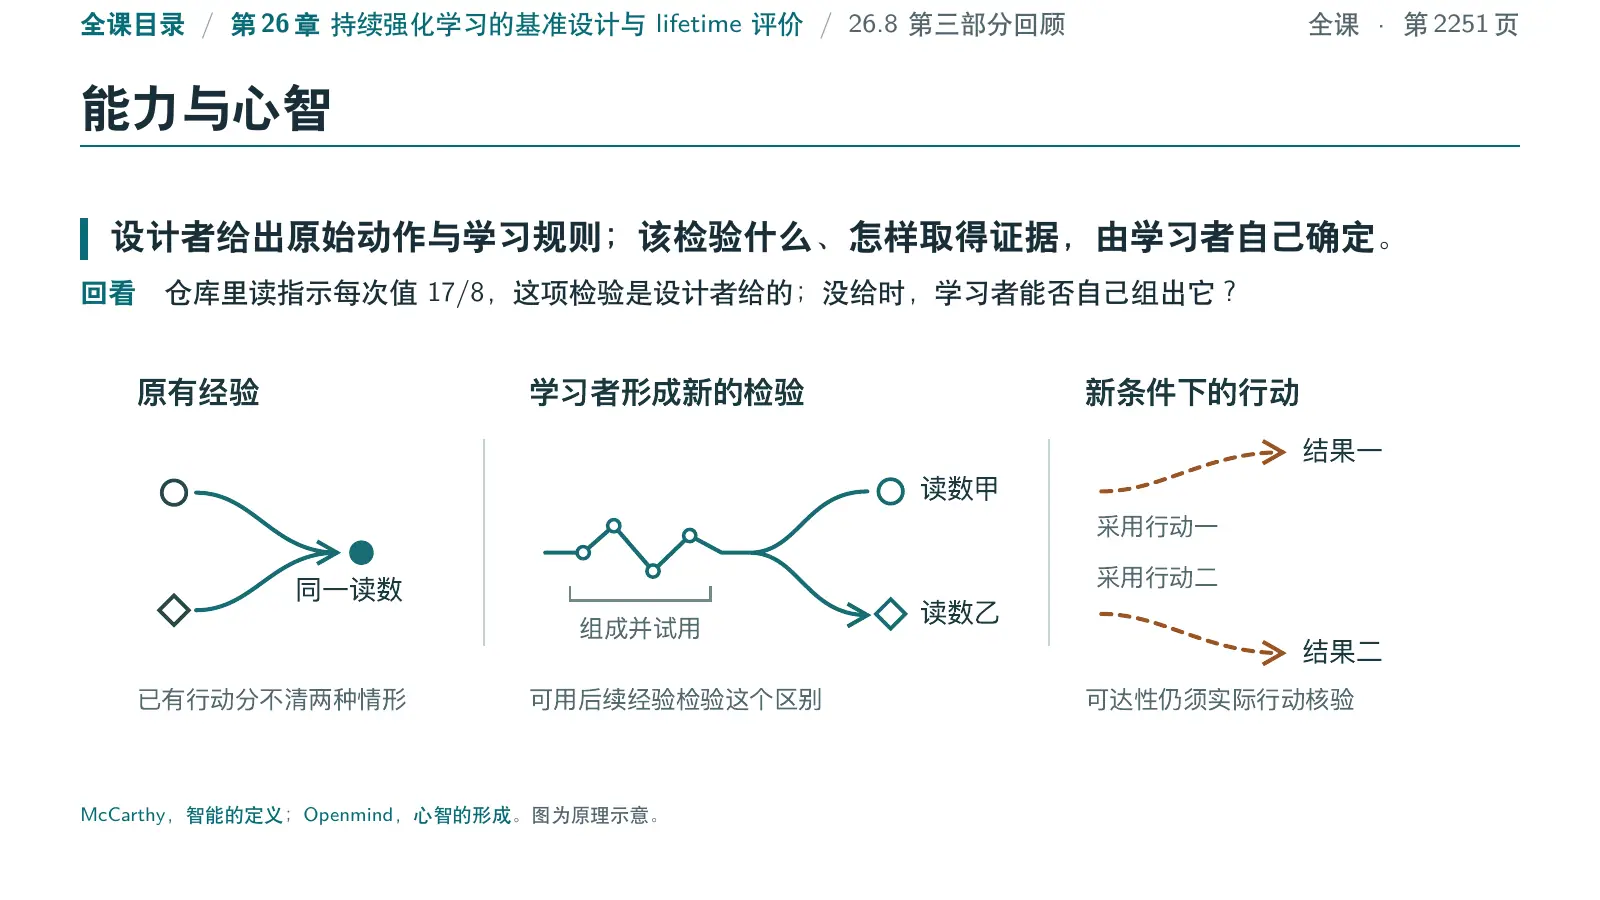 全课目录 / 第 26 章 持续强化学习的基准设计与 lifetime 评价 / 26.8 第三部分回顾
全课 · 第 2251 页
能力与心智
设计者给出原始动作与学习规则；该检验什么、怎样取得证据，由学习者自己确定。
回看 仓库里读指示每次值 17/8，这项检验是设计者给的；没给时，学习者能否自己组出它？
原有经验
同一读数
已有行动分不清两种情形
学习者形成新的检验
读数甲
组成并试用
读数乙
可用后续经验检验这个区别
新条件下的行动
结果一
采用行动一
采用行动二
结果二
可达性仍须实际行动核验
McCarthy，智能的定义；Openmind，心智的形成。图为原理示意。